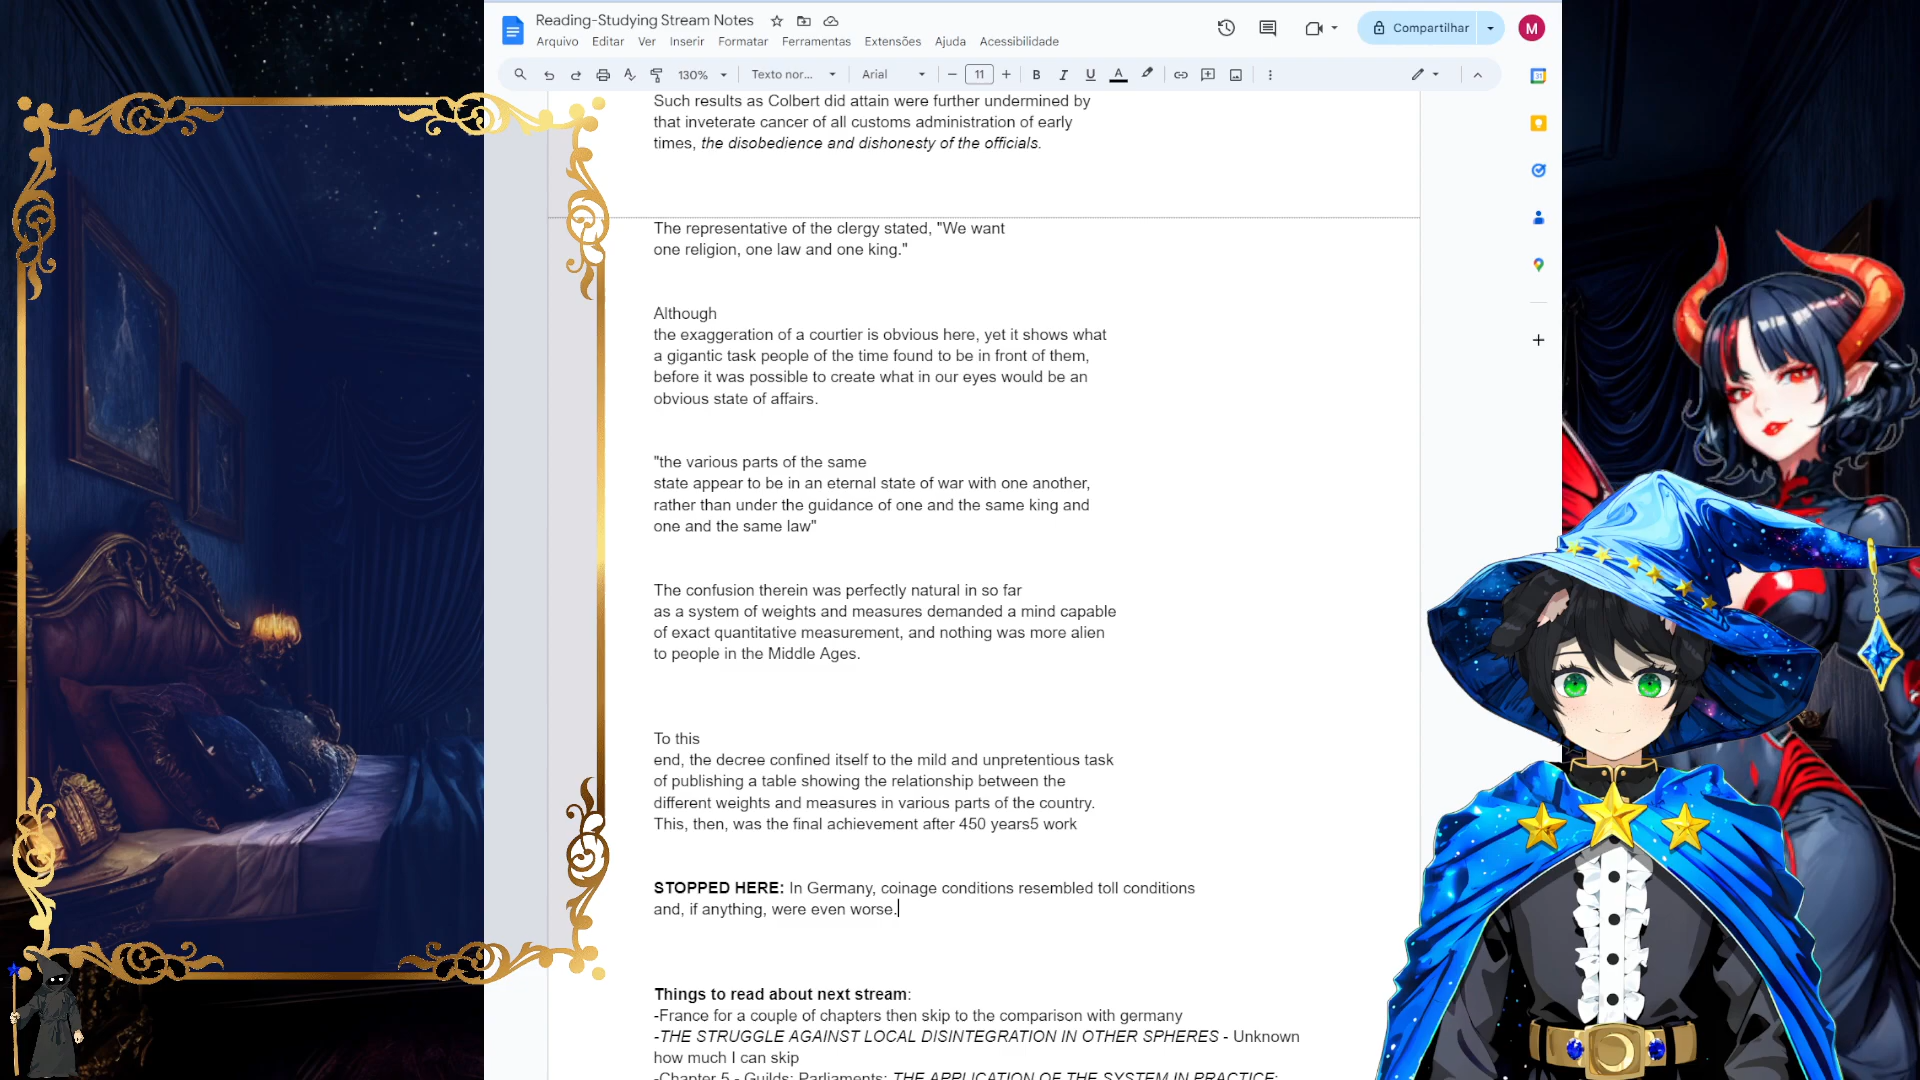 Reading-Studying Stream Notes
Arquivo Editar Ver Inserir Formatar Ferramentas Extensões Ajuda Acessibilidade
Compartilhar
M
130% Texto nor... Arial 11 B I U A
31
Such results as Colbert did attain were further undermined by
that inveterate cancer of all customs administration of early
times, the disobedience and dishonesty of the officials.
The representative of the clergy stated, "We want
one religion, one law and one king."
Although
the exaggeration of a courtier is obvious here, yet it shows what
a gigantic task people of the time found to be in front of them,
before it was possible to create what in our eyes would be an
obvious state of affairs.
"the various parts of the same
state appear to be in an eternal state of war with one another,
rather than under the guidance of one and the same king and
one and the same law"
The confusion therein was perfectly natural in so far
as a system of weights and measures demanded a mind capable
of exact quantitative measurement, and nothing was more alien
to people in the Middle Ages.
To this
end, the decree confined itself to the mild and unpretentious task
of publishing a table showing the relationship between the
different weights and measures in various parts of the country.
This, then, was the final achievement after 450 years5 work
STOPPED HERE: In Germany, coinage conditions resembled toll conditions
and, if anything, were even worse.
Things to read about next stream:
-France for a couple of chapters then skip to the comparison with germany
-THE STRUGGLE AGAINST LOCAL DISINTEGRATION IN OTHER SPHERES - Unknown
how much I can skip
-Chapter 5 - Guilds; Parliaments; THE APPLICATION OF THE SYSTEM IN PRACTICE;